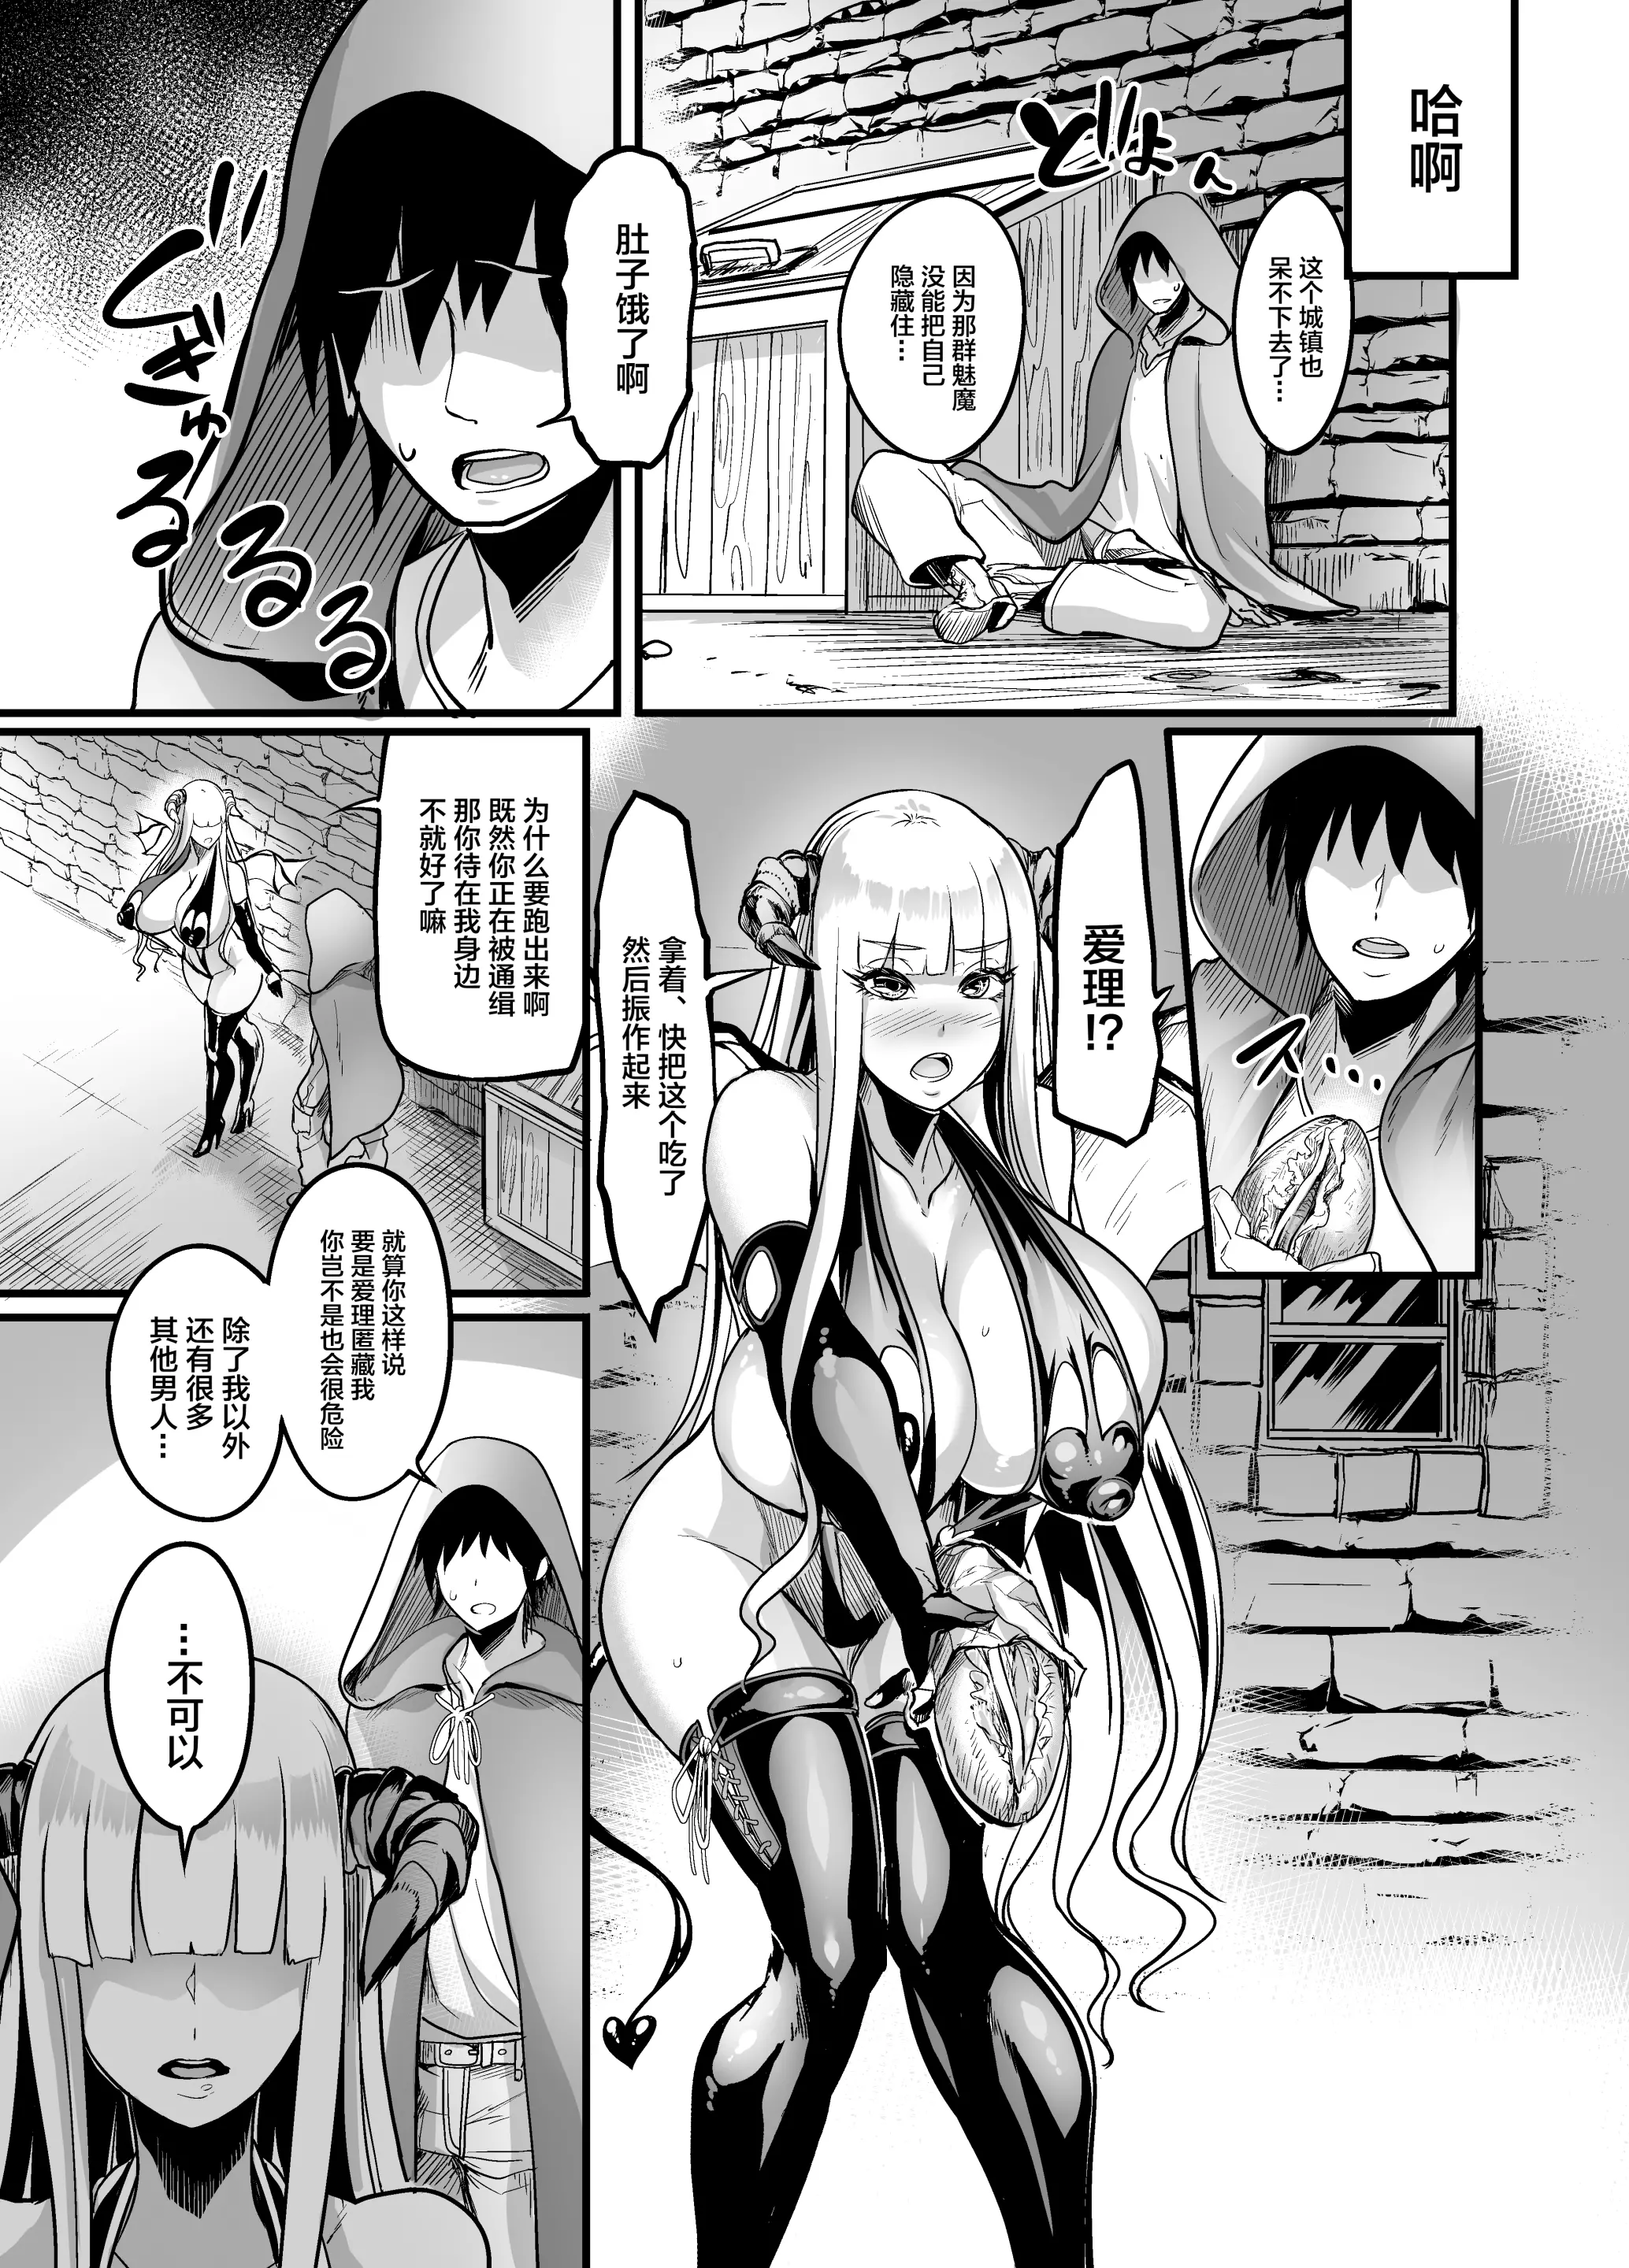 哈啊
这个城镇也
呆不下去了…
どよ〜ん
因为那群魅魔
没能把自己
隐藏住…
肚子饿了啊
ぐぎゅるるる
ス…
爱理!?
拿着、快把这个吃了
然后振作起来
为什么要跑出来啊
既然你正在被通缉
那你待在我身边
不就好了嘛
就算你这样说
要是爱理匿藏我
你岂不是也会很危险
除了我以外
还有很多
其他男人…
…不可以